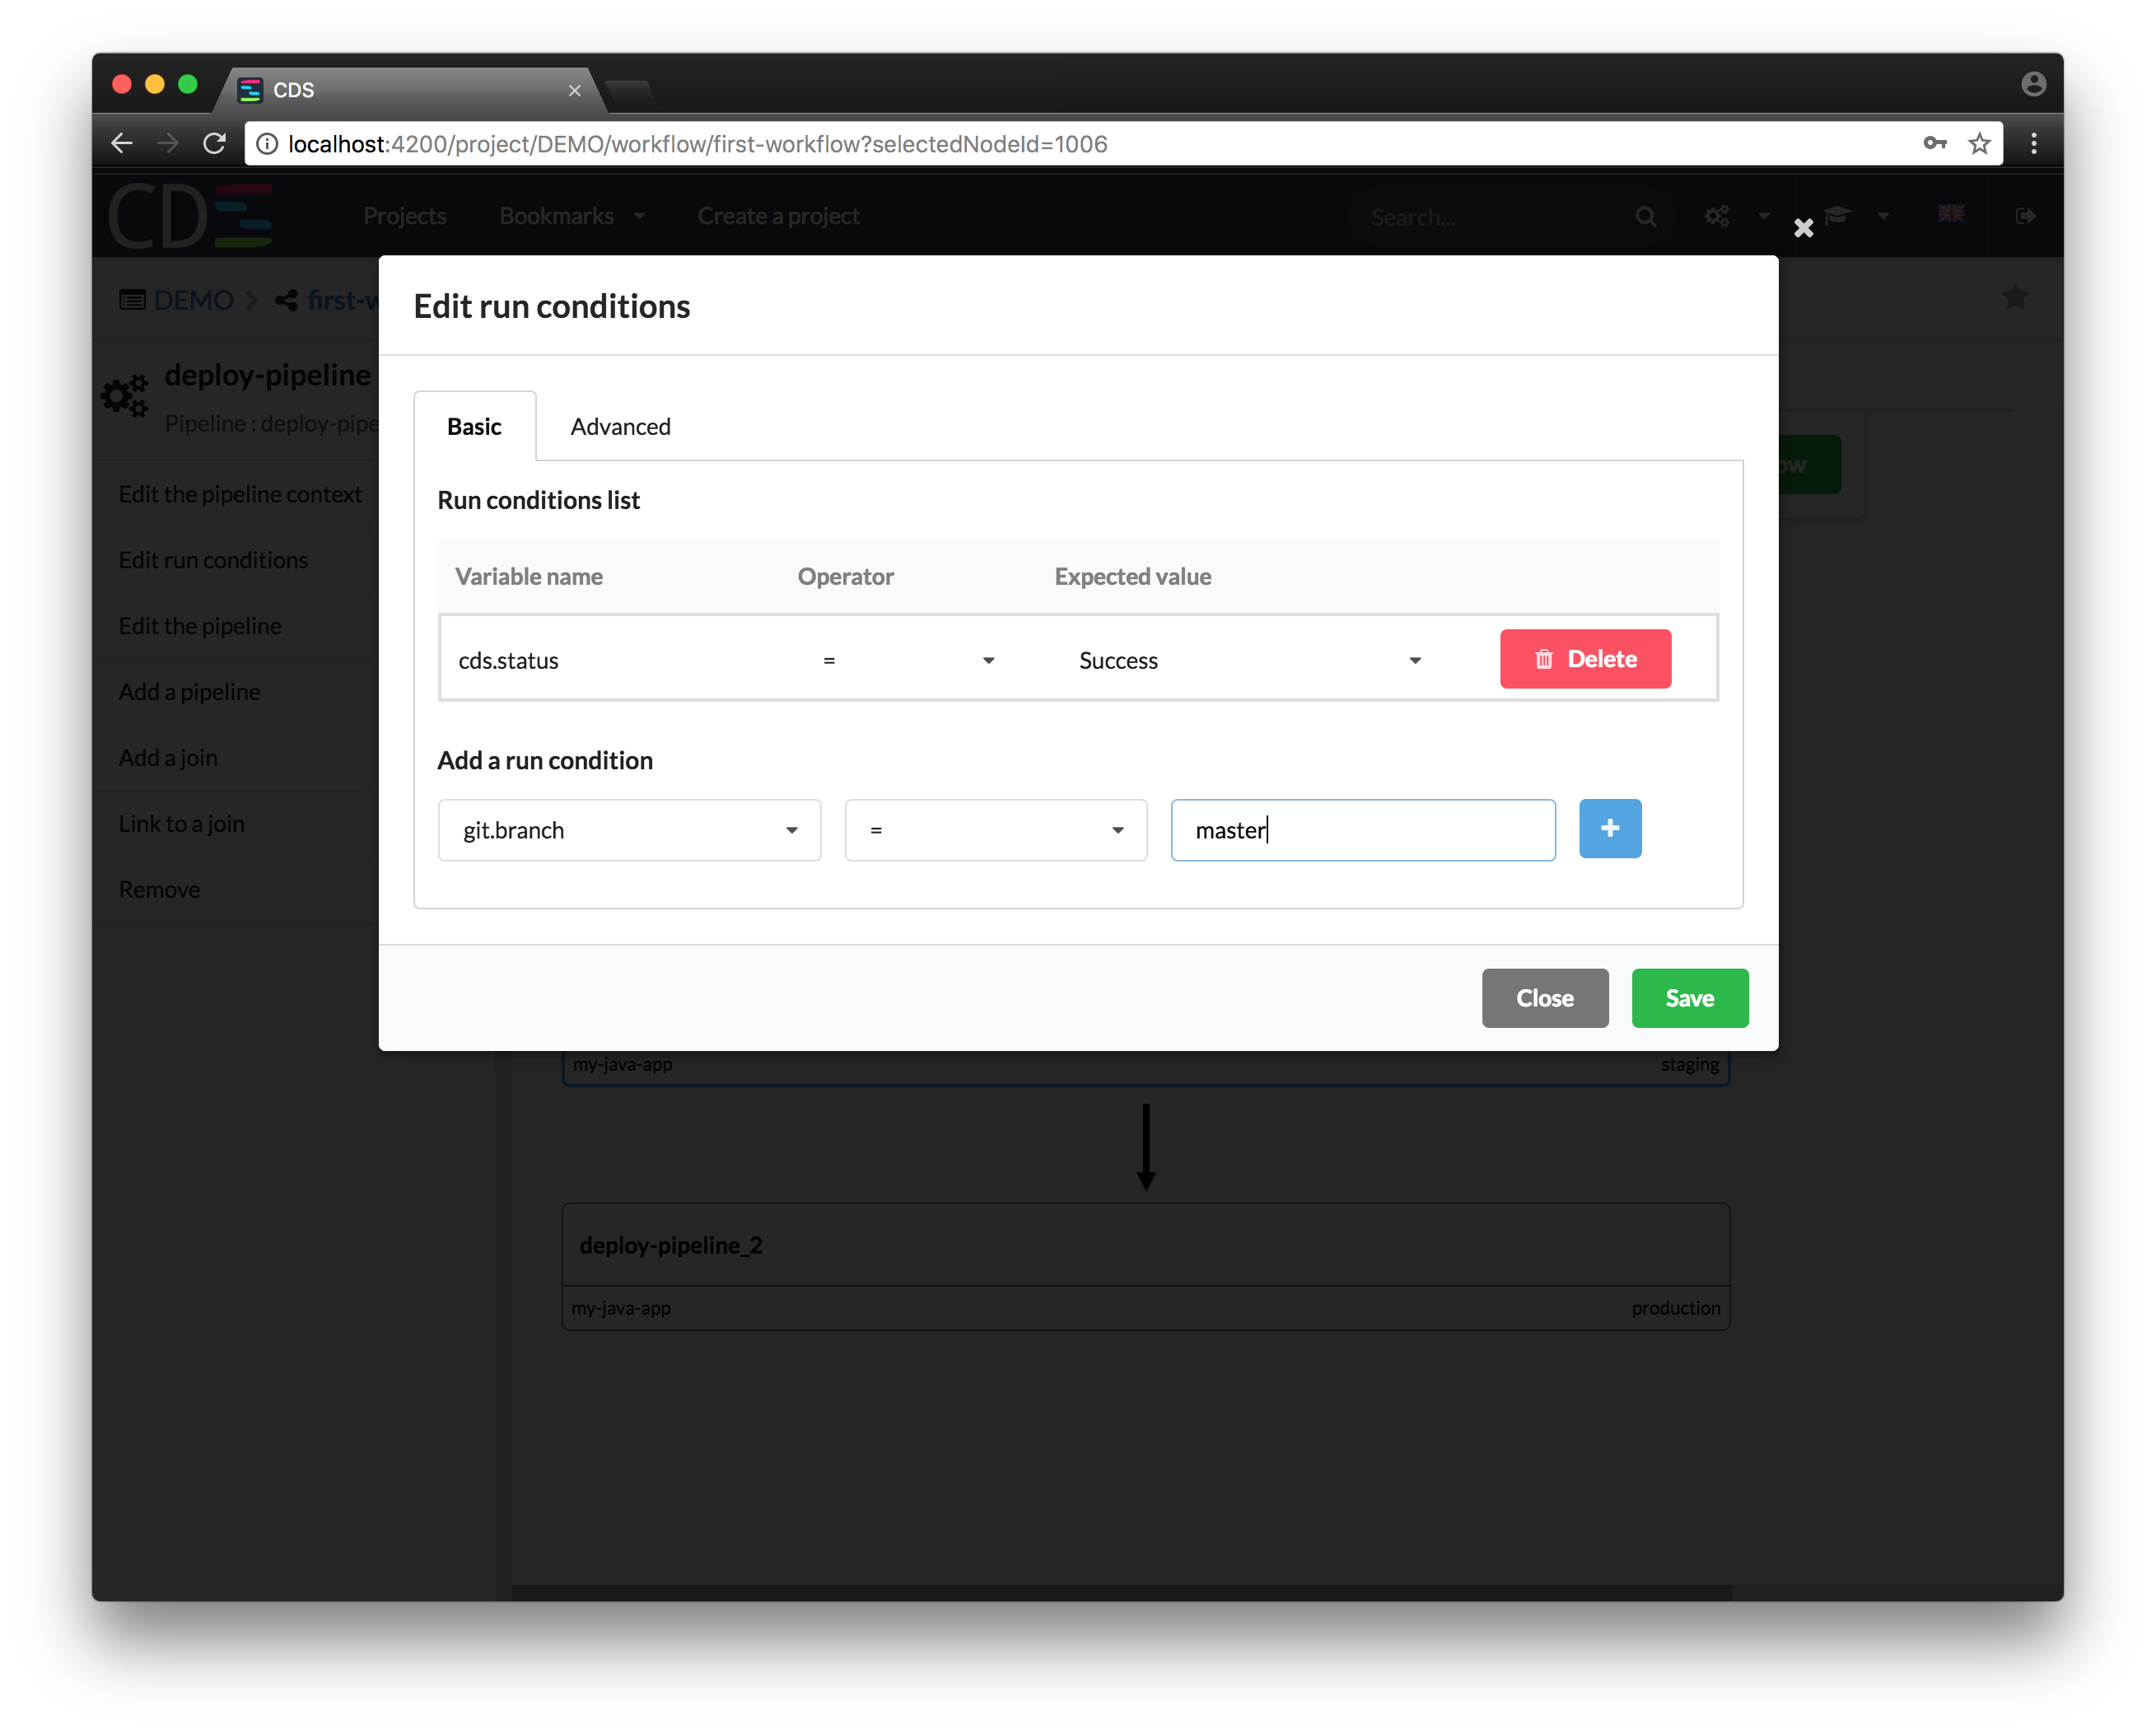 CDS
localhost:4200/project/DEMO/workflow/first-workflow?selectedNodeId=1006
CDS
Projects
Bookmarks
Create a project
Search...
DEMO
first-w
deploy-pipeline
Pipeline : deploy-pipe
Edit the pipeline context
Edit run conditions
Edit the pipeline
Add a pipeline
Add a join
Link to a join
Remove
ow
Edit run conditions
Basic
Advanced
Run conditions list
Variable name
Operator
Expected value
cds.status
=
Success
Delete
Add a run condition
git.branch
=
master
Close
Save
my-java-app
staging
deploy-pipeline_2
my-java-app
production